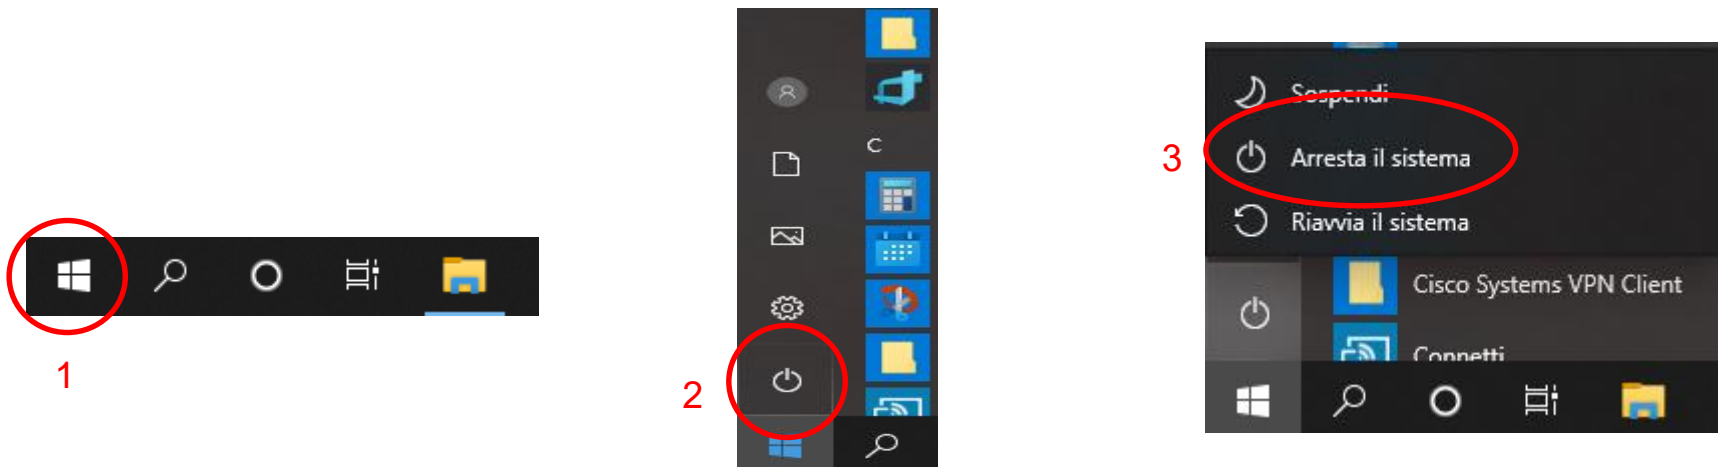 1
2
C
3
Sospendi
Arresta il sistema
Riavvia il sistema
Cisco Systems VPN Client
Connetti